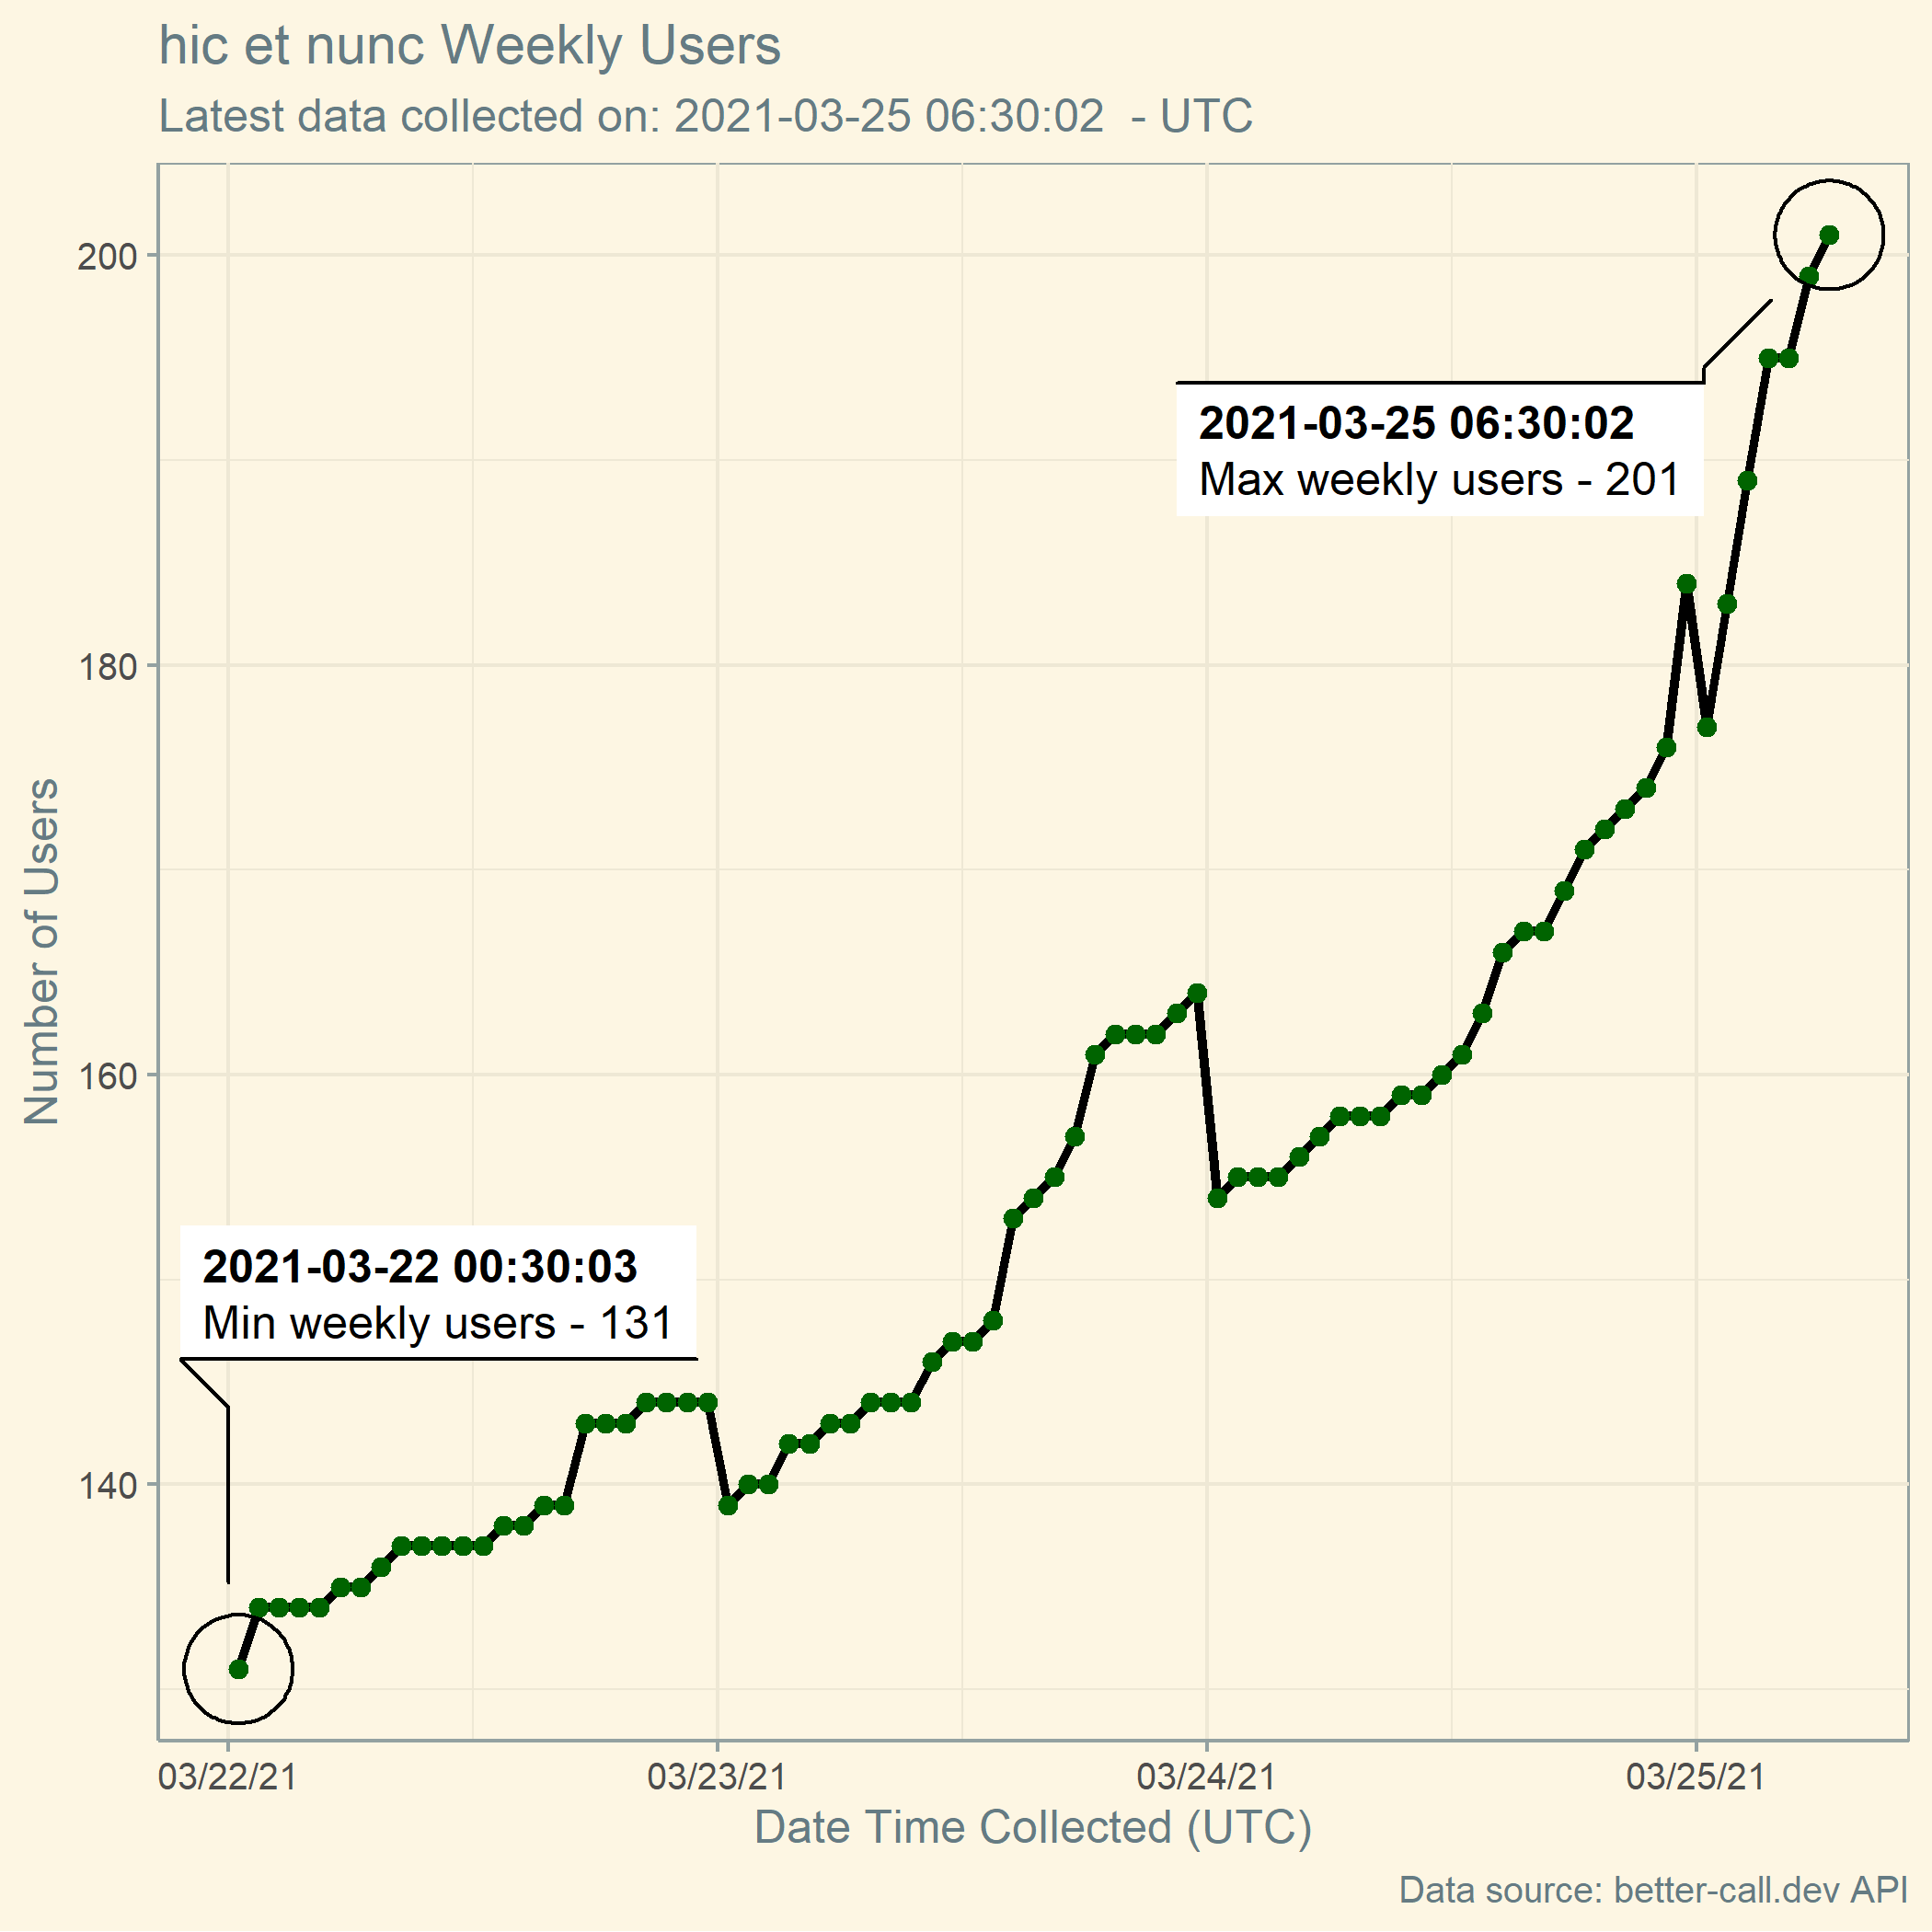 hic et nunc Weekly Users
Latest data collected on: 2021-03-25 06:30:02  - UTC
200
2021-03-25 06:30:02
Max weekly users - 201
180
Number of Users
160
2021-03-22 00:30:03
Min weekly users - 131
140
03/22/21 03/23/21 03/24/21 03/25/21
Date Time Collected (UTC)
Data source: better-call.dev API